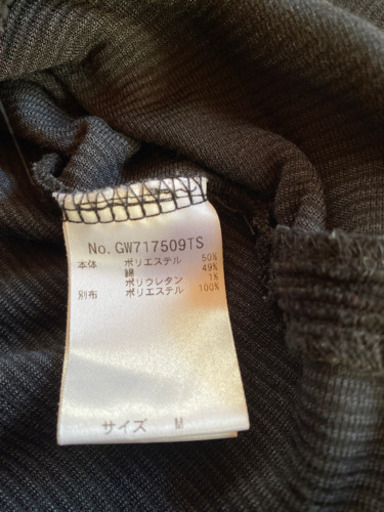 No. GW717509TS
本体 ポリエステル 50%
綿 49%
ポリウレタン 1%
別布 ポリエステル 100%
サイズ M